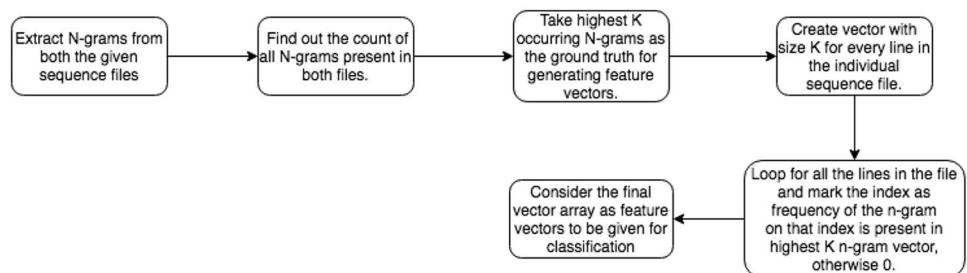 Extract N-grams from
both the given
sequence files
Find out the count of
all N-grams present in
both files.
Take highest K
occurring N-grams as
the ground truth for
generating feature
vectors.
Create vector with
size K for every line in
the individual
sequence file.
Loop for all the lines in the file
and mark the index as
frequency of the n-gram
on that index is present in
highest K n-gram vector,
otherwise 0.
Consider the final
vector array as feature
vectors to be given for
classification